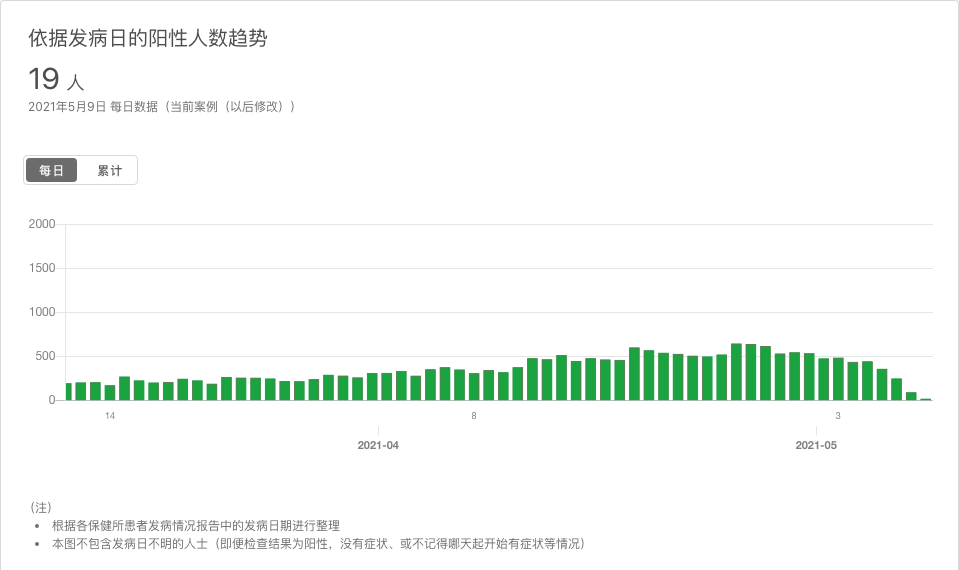 依据发病日的阳性人数趋势
19 人
2021年5月9日 每日数据（当前案例（以后修改））
每日 累计
2000
1500
1000
500
0
14 8 3
2021-04 2021-05
（注）
• 根据各保健所患者发病情况报告中的发病日期进行整理
• 本图不包含发病日不明的人士（即便检查结果为阳性，没有症状、或不记得哪天起开始有症状等情况）